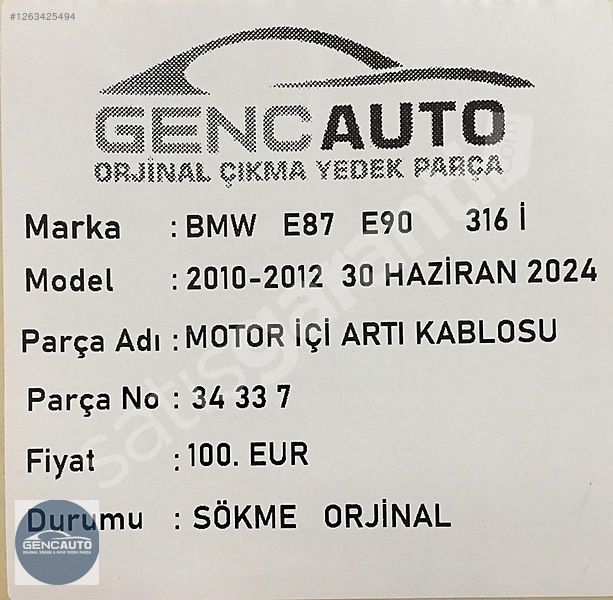 #1263425494
GENCAUTO
ORJİNAL ÇIKMA YEDEK PARÇA
Marka : BMW E87 E90 316 İ
Model : 2010-2012 30 HAZİRAN 2024
Parça Adı : MOTOR İÇİ ARTI KABLOSU
Parça No : 34 33 7
Fiyat : 100. EUR
Durumu : SÖKME ORJİNAL
GENCAUTO